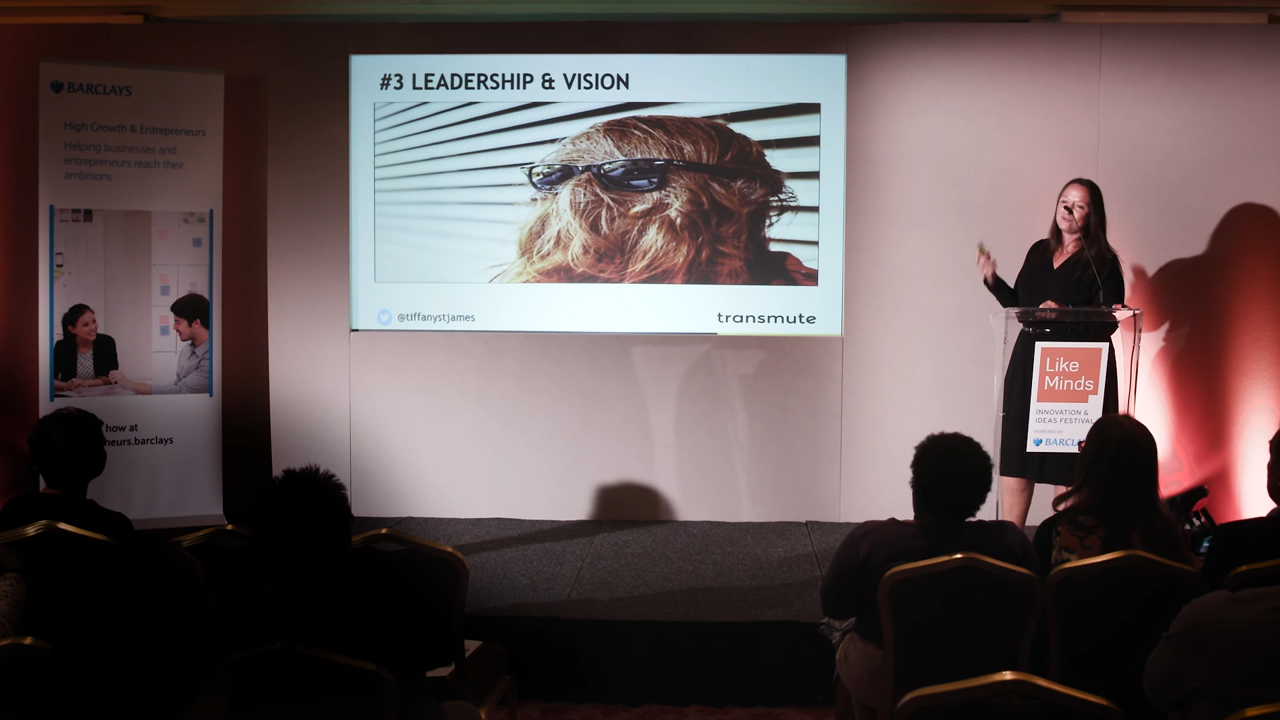 BARCLAYS
High Growth & Entrepreneurs
Helping businesses and
entrepreneurs reach their
ambitions
how at
neurs.barclays
#3 LEADERSHIP & VISION
@tiffanystjames
transmute
Like
Minds
INNOVATION &
IDEAS FESTIVAL
POWERED BY
BARCL